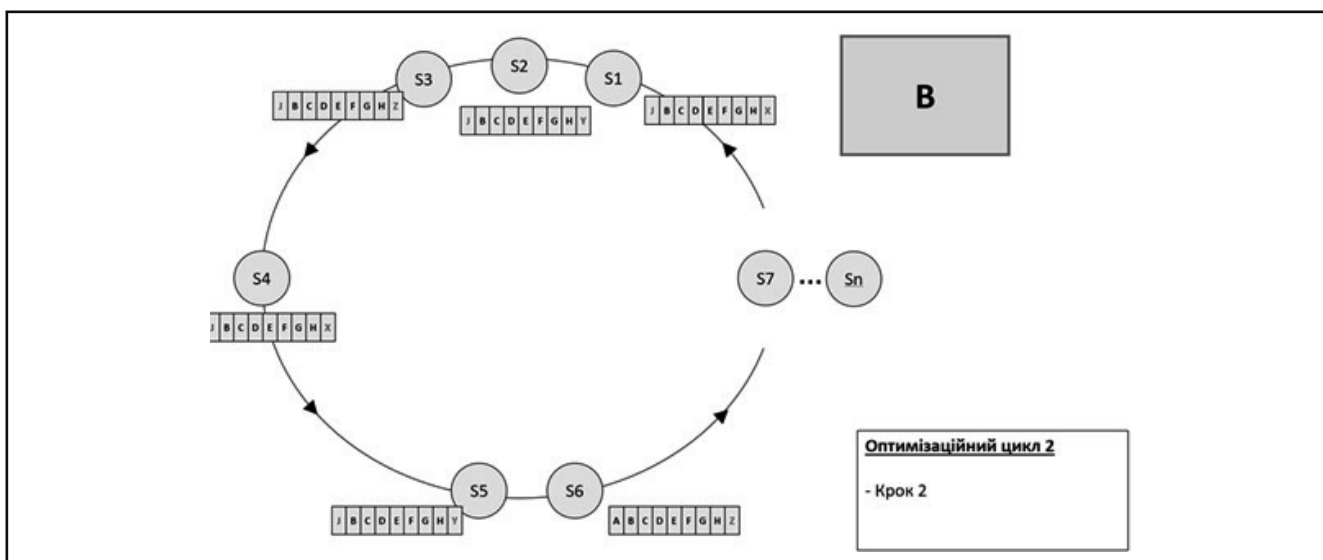 S3
S2
S1
J B C D E F G H Z
J B C D E F G H Y
J B C D E F G H X
B
S4
J B C D E F G H X
S7 ... Sn
S5
S6
J B C D E F G H Y
A B C D E F G H Z
Оптимізаційний цикл 2
- Крок 2